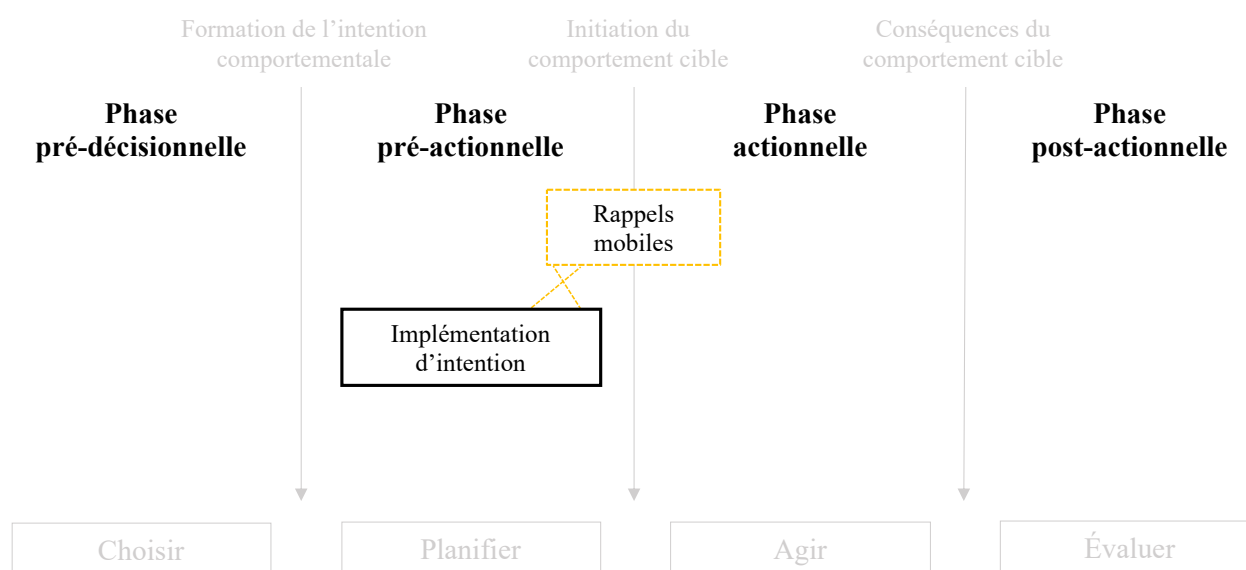 Formation de l’intention
comportementale
Initiation du
comportement cible
Conséquences du
comportement cible
Phase
pré-décisionnelle
Phase
pré-actionnelle
Phase
actionnelle
Phase
post-actionnelle
Rappels
mobiles
Implémentation
d’intention
Choisir
Planifier
Agir
Évaluer